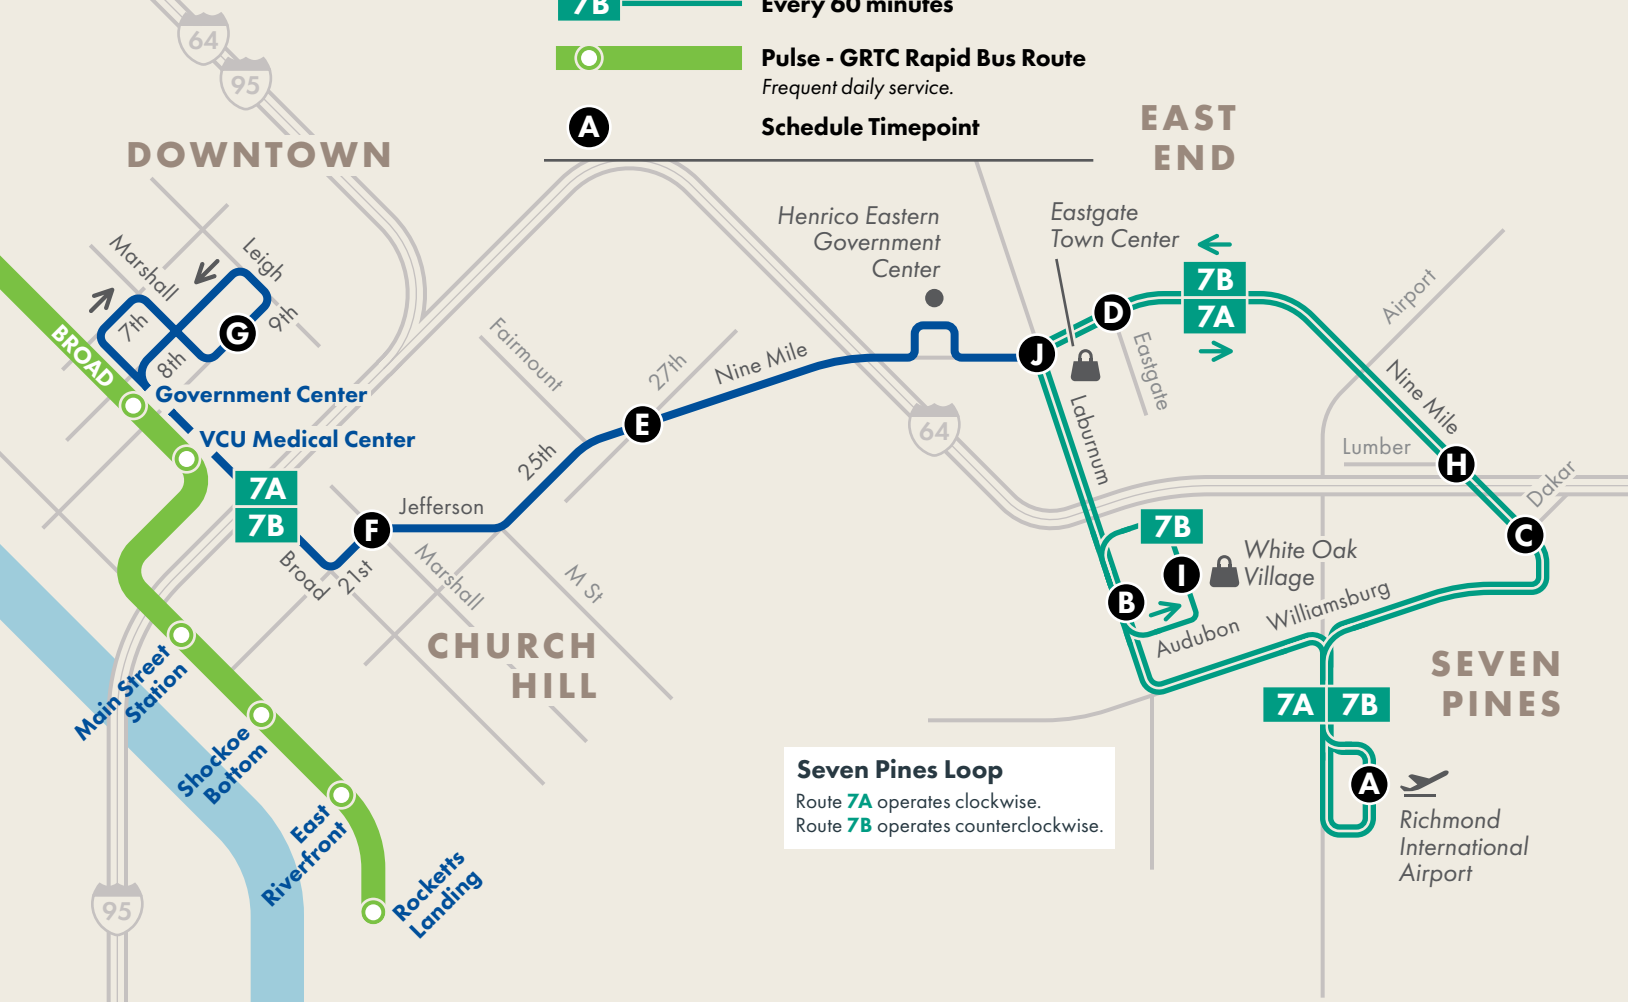 7B
Every 60 minutes
Pulse - GRTC Rapid Bus Route
Frequent daily service.
A
Schedule Timepoint
64
95
DOWNTOWN
EAST
END
Henrico Eastern
Government
Center
Eastgate
Town Center
7B
7A
Marshall
Leigh
7th
8th
9th
G
BROAD
Government Center
VCU Medical Center
7A
7B
Broad
21st
F
Jefferson
25th
Fairmount
27th
E
Nine Mile
Marshall
M St
CHURCH
HILL
64
J
D
Eastgate
Laburnum
Airport
Nine Mile
Lumber
H
Dakar
C
7B
I
White Oak
Village
B
Audubon
Williamsburg
SEVEN
PINES
7A
7B
A
Richmond
International
Airport
Seven Pines Loop
Route 7A operates clockwise.
Route 7B operates counterclockwise.
Main Street
Station
Shockoe
Bottom
East
Riverfront
Rocketts
Landing
95